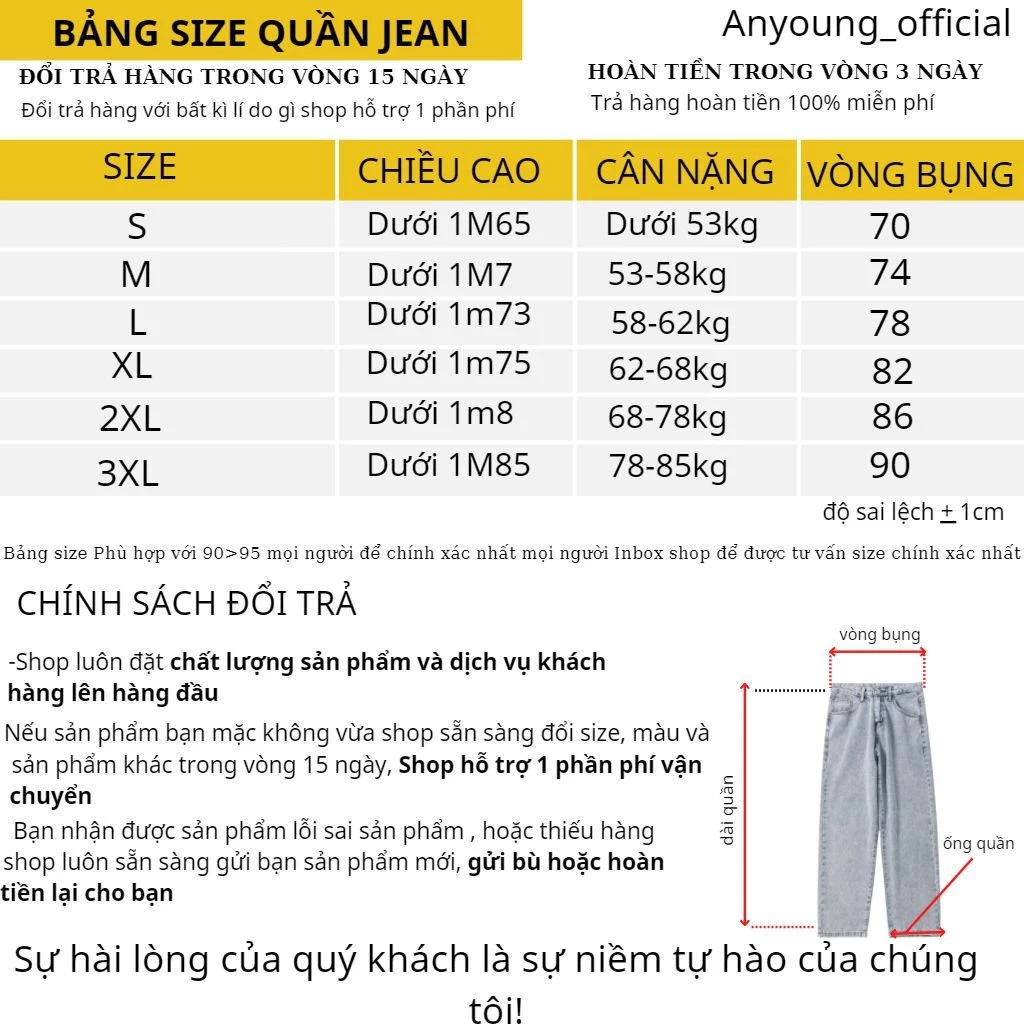 BẢNG SIZE QUẦN JEAN
Anyoung_official
ĐỔI TRẢ HÀNG TRONG VÒNG 15 NGÀY
HOÀN TIỀN TRONG VÒNG 3 NGÀY
Đổi trả hàng với bất kì lí do gì shop hỗ trợ 1 phần phí
Trả hàng hoàn tiền 100% miễn phí
SIZE CHIỀU CAO CÂN NẶNG VÒNG BỤNG
S Dưới 1M65 Dưới 53kg 70
M Dưới 1M7 53-58kg 74
L Dưới 1m73 58-62kg 78
XL Dưới 1m75 62-68kg 82
2XL Dưới 1m8 68-78kg 86
3XL Dưới 1M85 78-85kg 90
độ sai lệch ± 1cm
Bảng size Phù hợp với 90>95 mọi người để chính xác nhất mọi người Inbox shop để được tư vấn size chính xác nhất
CHÍNH SÁCH ĐỔI TRẢ
-Shop luôn đặt chất lượng sản phẩm và dịch vụ khách
hàng lên hàng đầu
Nếu sản phẩm bạn mặc không vừa shop sẵn sàng đổi size, màu và
sản phẩm khác trong vòng 15 ngày, Shop hỗ trợ 1 phần phí vận
chuyển
Bạn nhận được sản phẩm lỗi sai sản phẩm , hoặc thiếu hàng
shop luôn sẵn sàng gửi bạn sản phẩm mới, gửi bù hoặc hoàn
tiền lại cho bạn
vòng bụng
dài quần
ống quần
Sự hài lòng của quý khách là sự niềm tự hào của chúng
tôi!